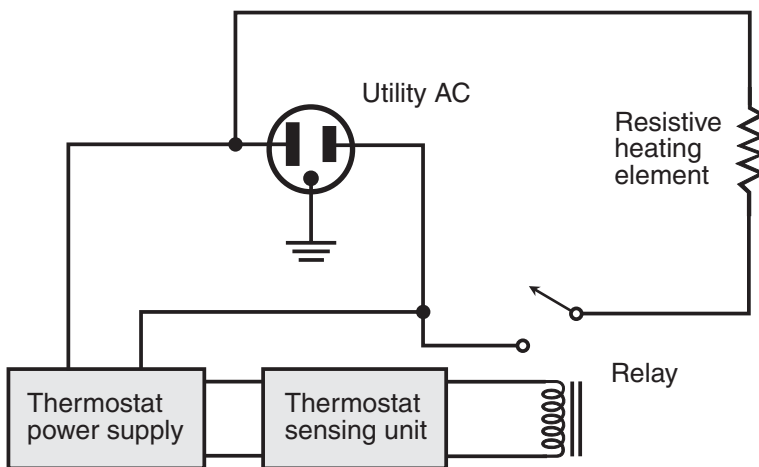 Utility AC
Resistive
heating
element
Relay
Thermostat
power supply
Thermostat
sensing unit